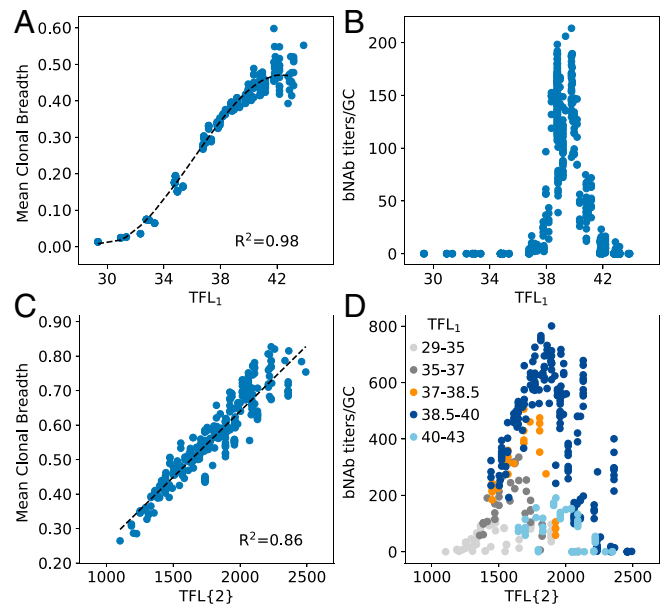 A
Mean Clonal Breadth
0.60
0.50
0.40
0.30
0.20
0.10
0.00
R²=0.98
30 33 36 39 42
TFL₁
B
bNAb titers/GC
200
150
100
50
0
30 34 38 42
TFL₁
C
Mean Clonal Breadth
0.90
0.80
0.70
0.60
0.50
0.40
0.30
0.20
R²=0.86
1000 1500 2000 2500
TFL{2}
D
bNAb titers/GC
800
600
400
200
0
TFL₁
29-35
35-37
37-38.5
38.5-40
40-43
1000 1500 2000 2500
TFL{2}